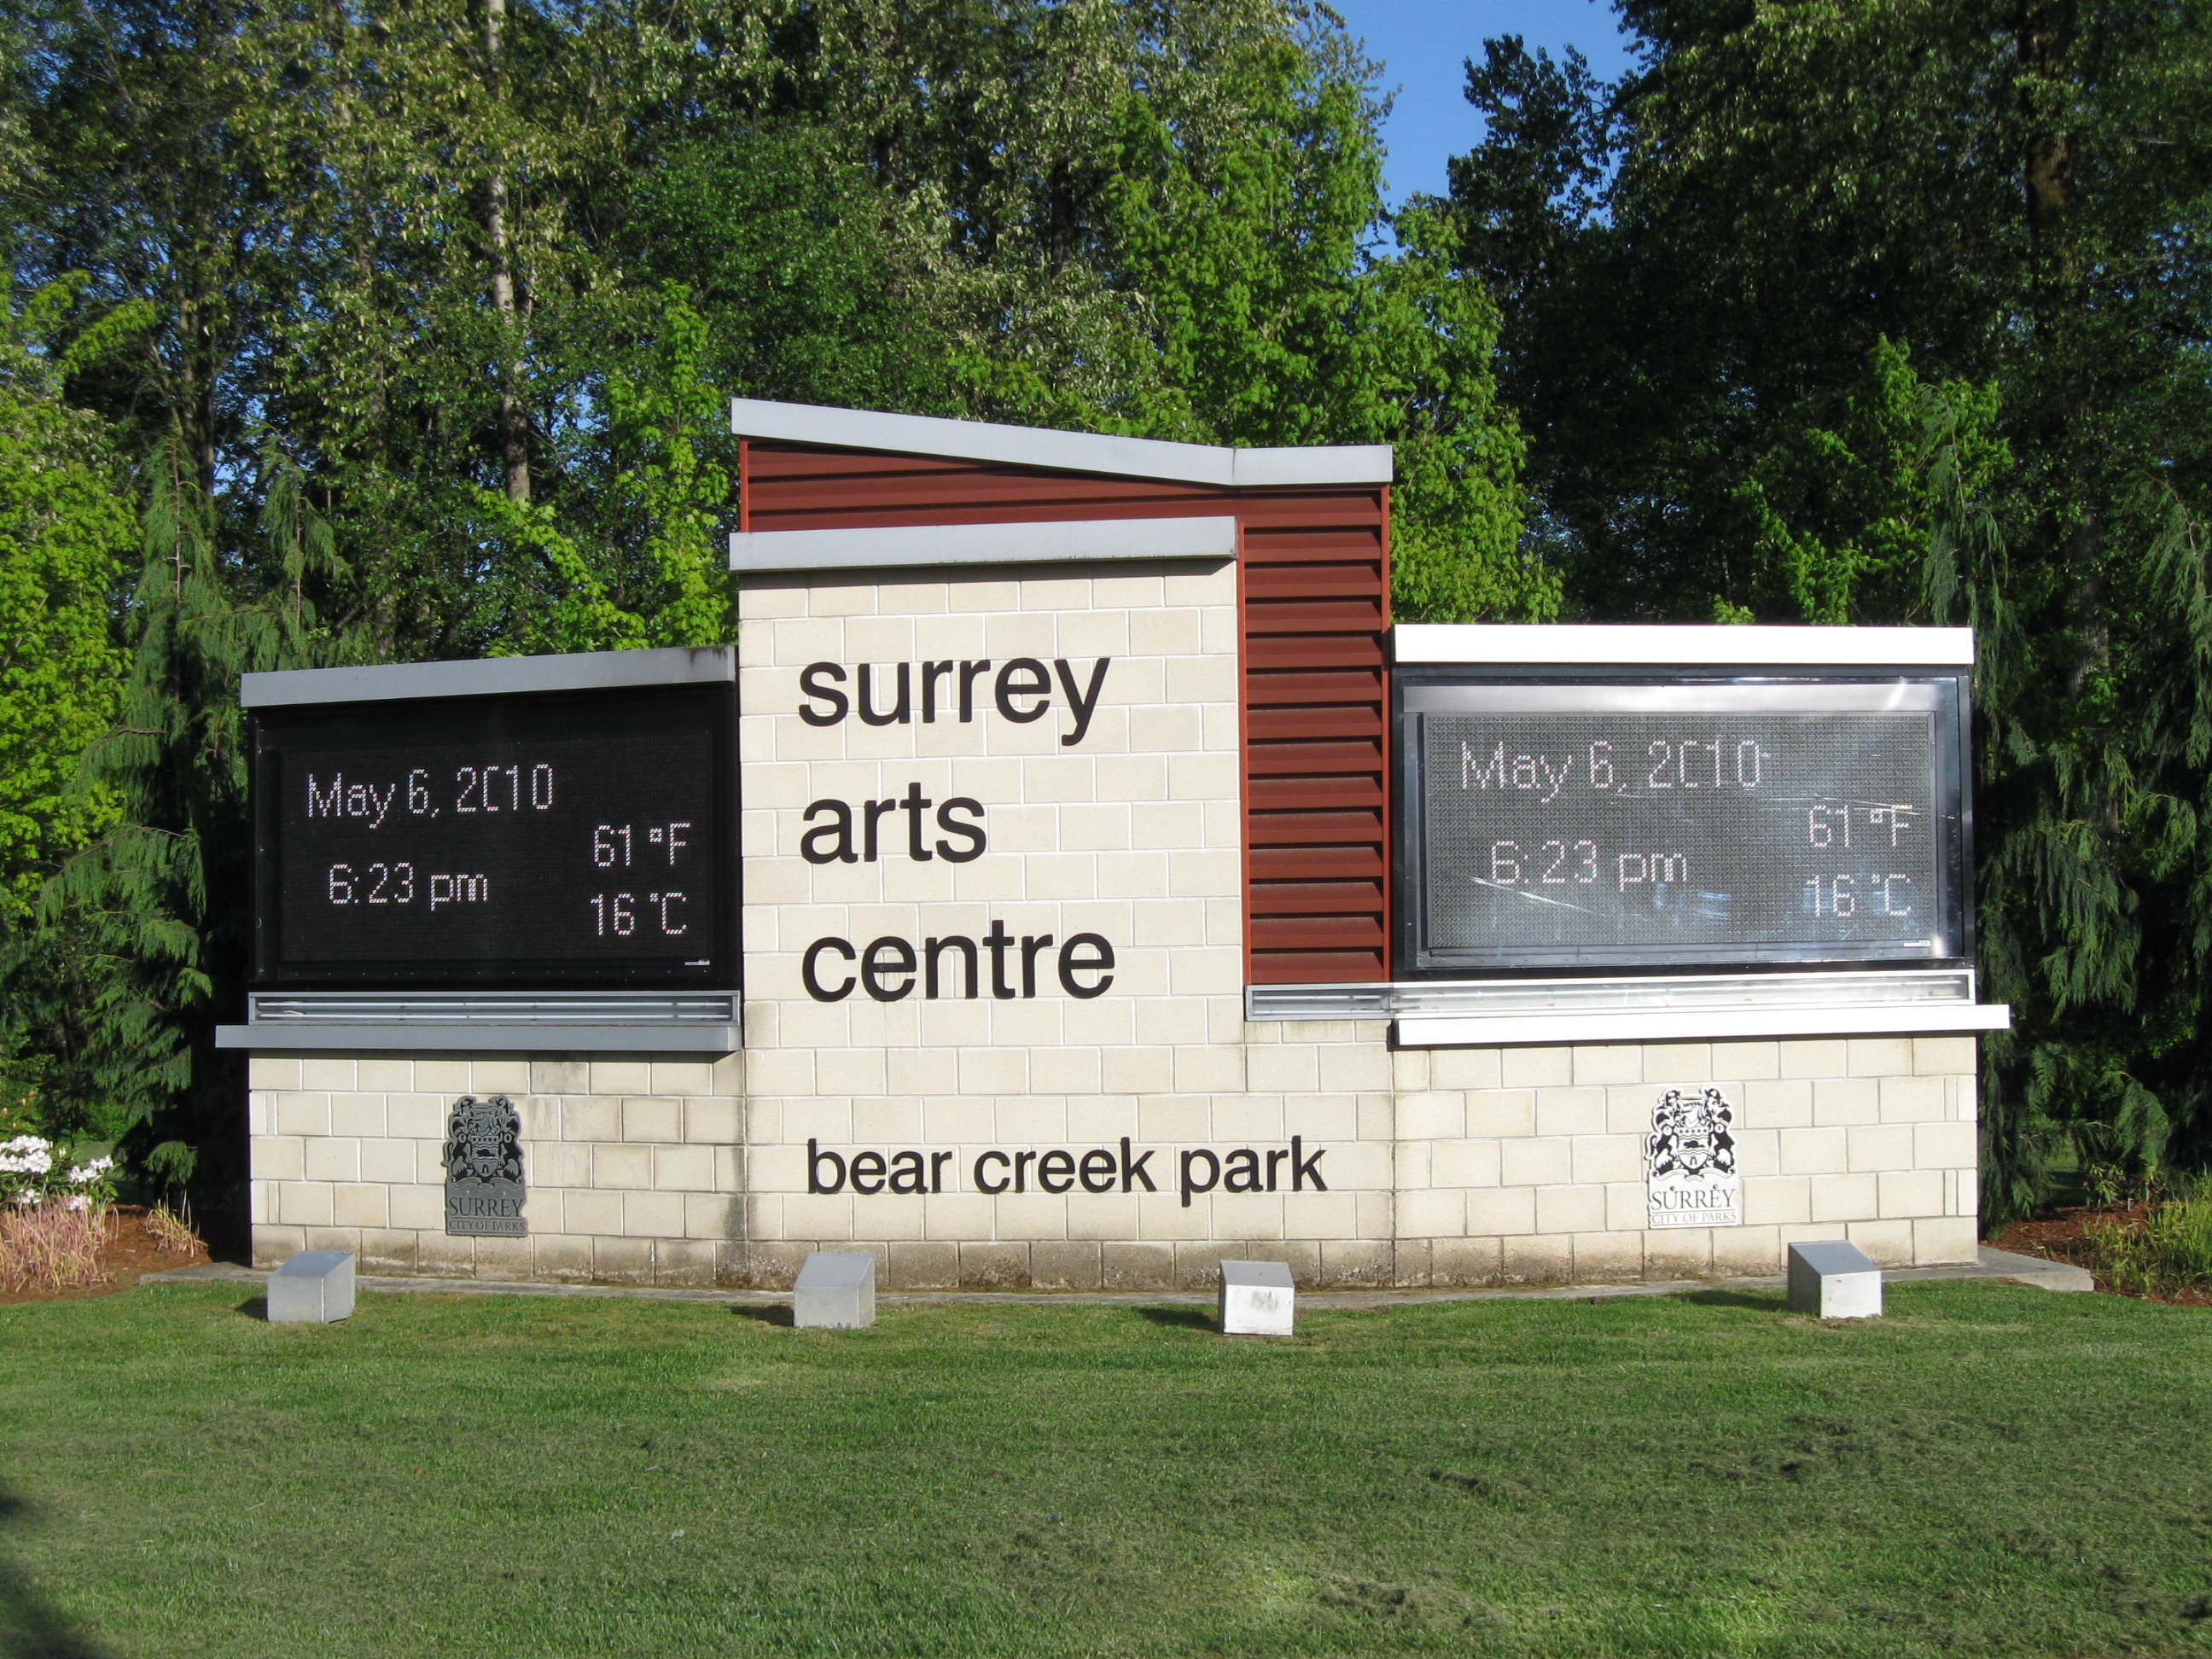 May 6, 2010
61 °F
6:23 pm
16 °C
surrey
arts
centre
bear creek park
May 6, 2010
61 °F
6:23 pm
16 °C
SURREY
CITY OF PARKS
SURREY
CITY OF PARKS